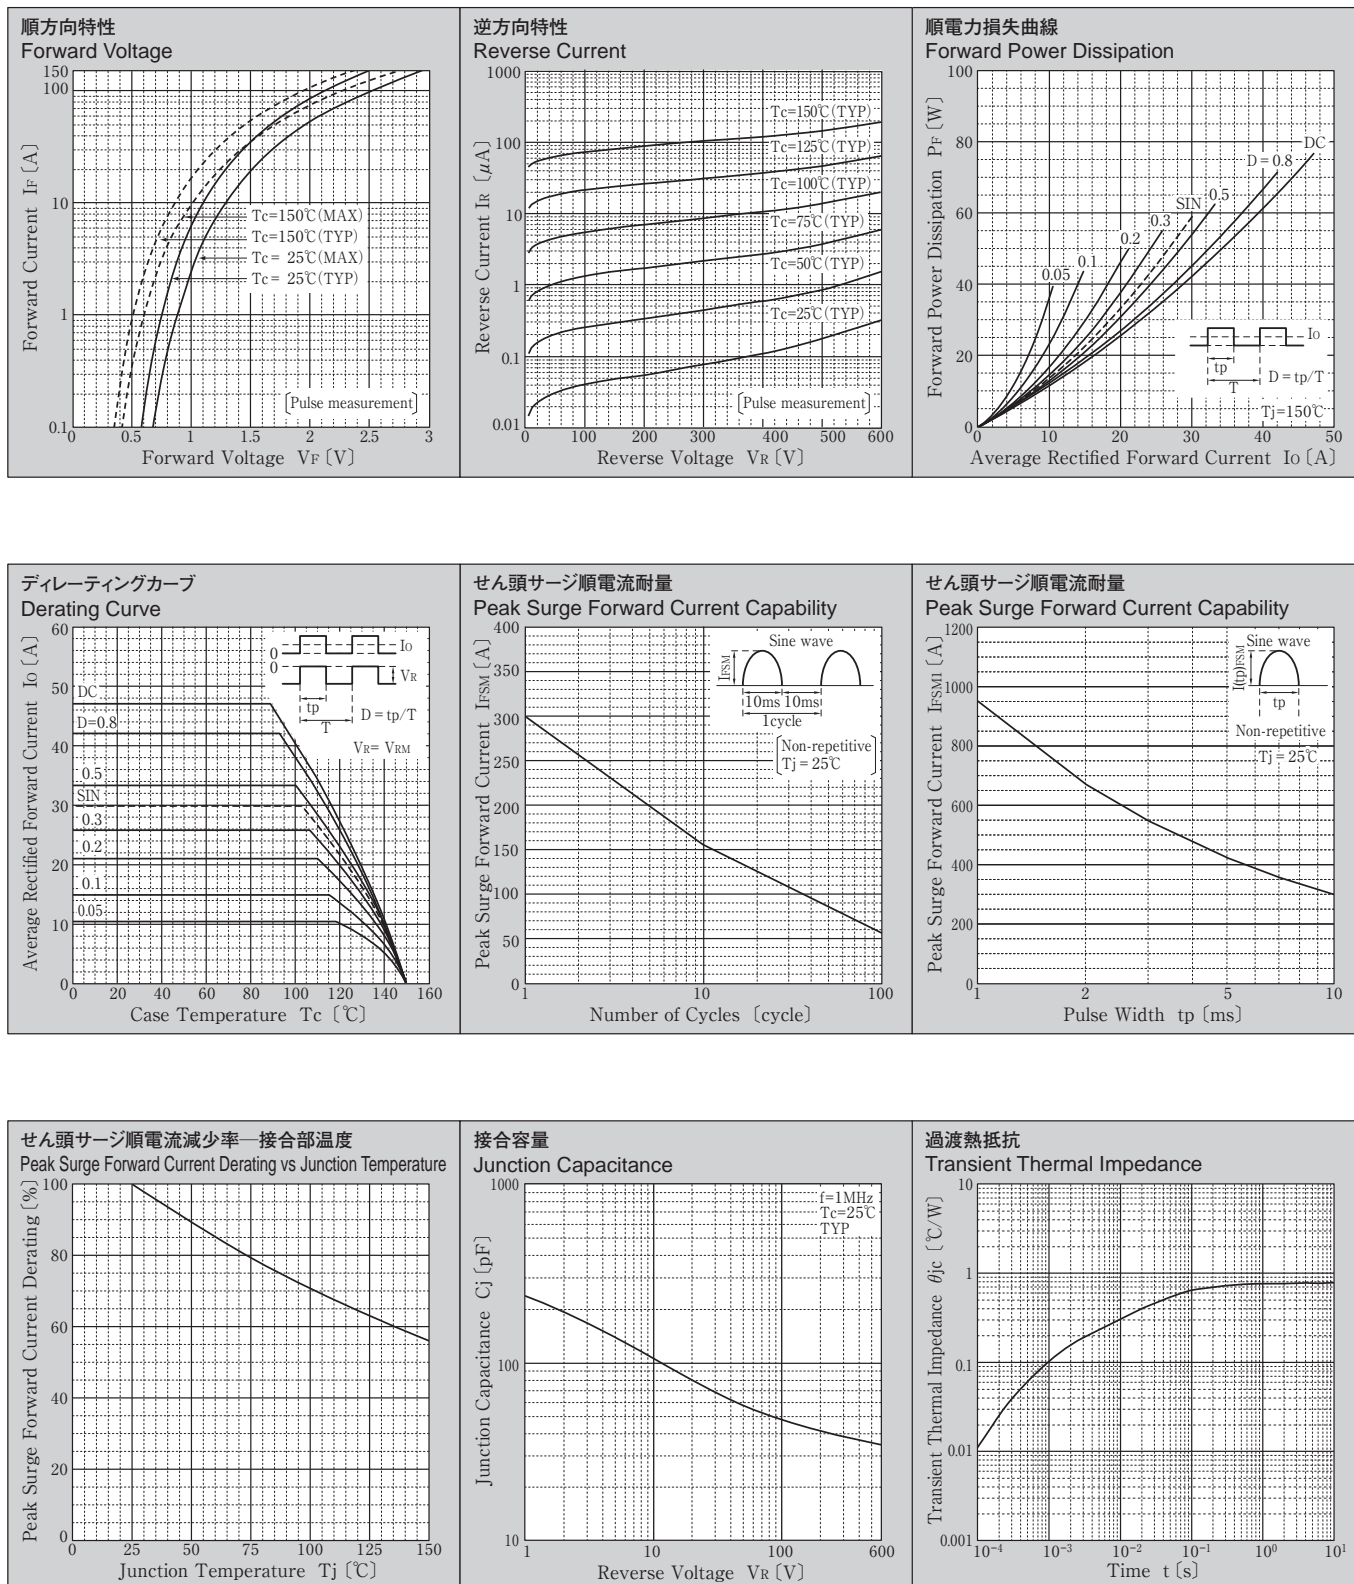 順方向特性
Forward Voltage
Forward Current IF〔A〕
150
100
10
1
0.1
Tc=150℃(MAX)
Tc=150℃(TYP)
Tc= 25℃(MAX)
Tc= 25℃(TYP)
〔Pulse measurement〕
0 0.5 1 1.5 2 2.5 3
Forward Voltage VF〔V〕
逆方向特性
Reverse Current
Reverse Current IR〔μA〕
1000
100
10
1
0.1
0.01
Tc=150℃(TYP)
Tc=125℃(TYP)
Tc=100℃(TYP)
Tc=75℃(TYP)
Tc=50℃(TYP)
Tc=25℃(TYP)
〔Pulse measurement〕
0 100 200 300 400 500 600
Reverse Voltage VR〔V〕
順電力損失曲線
Forward Power Dissipation
Forward Power Dissipation PF〔W〕
100
80
60
40
20
0
DC
D=0.8
0.5
SIN
0.3
0.2
0.1
0.05
Io
tp
T
D=tp/T
Tj=150℃
0 10 20 30 40 50
Average Rectified Forward Current Io〔A〕
ディレーティングカーブ
Derating Curve
Average Rectified Forward Current Io〔A〕
60
50
40
30
20
10
0
DC
D=0.8
0.5
SIN
0.3
0.2
0.1
0.05
0
Io
0
VR
tp
T
D=tp/T
VR=VRM
0 20 40 60 80 100 120 140 160
Case Temperature Tc〔℃〕
せん頭サージ順電流耐量
Peak Surge Forward Current Capability
Peak Surge Forward Current IFSM〔A〕
400
350
300
250
200
150
100
50
0
Sine wave
IFSM
10ms 10ms
1cycle
Non-repetitive
Tj=25℃
1 10 100
Number of Cycles〔cycle〕
せん頭サージ順電流耐量
Peak Surge Forward Current Capability
Peak Surge Forward Current IFSM1〔A〕
1200
1000
800
600
400
200
0
Sine wave
I(tp)FSM
tp
Non-repetitive
Tj=25℃
1 2 5 10
Pulse Width tp〔ms〕
せん頭サージ順電流減少率―接合部温度
Peak Surge Forward Current Derating vs Junction Temperature
Peak Surge Forward Current Derating〔%〕
100
80
60
40
20
0
0 25 50 75 100 125 150
Junction Temperature Tj〔℃〕
接合容量
Junction Capacitance
Junction Capacitance Cj〔pF〕
1000
100
10
f=1MHz
Tc=25℃
TYP
1 10 100 600
Reverse Voltage VR〔V〕
過渡熱抵抗
Transient Thermal Impedance
Transient Thermal Impedance θjc〔℃/W〕
10
1
0.1
0.01
0.001
10⁻⁴ 10⁻³ 10⁻² 10⁻¹ 10⁰ 10¹
Time t〔s〕